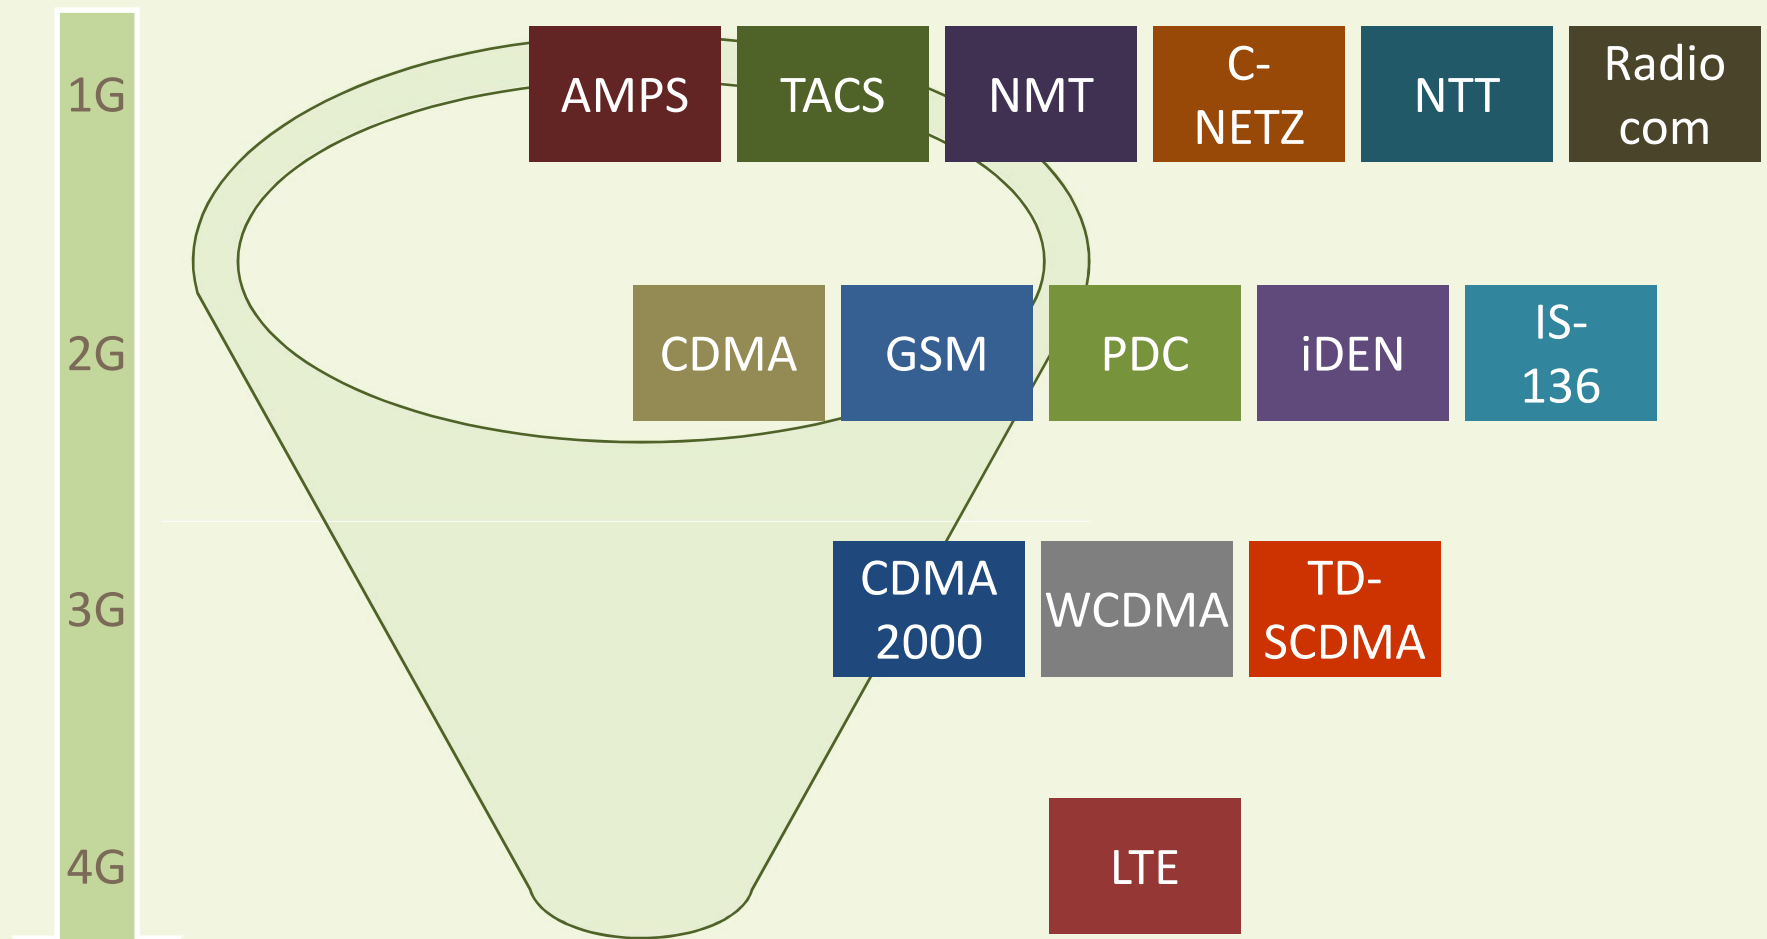 1G
AMPS
TACS
NMT
C-
NETZ
NTT
Radio
com
2G
CDMA
GSM
PDC
iDEN
IS-
136
3G
CDMA
2000
WCDMA
TD-
SCDMA
4G
LTE